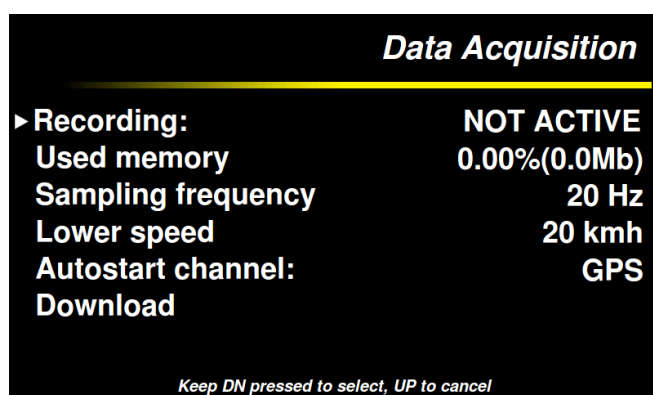 Data Acquisition
Recording: NOT ACTIVE
Used memory 0.00%(0.0Mb)
Sampling frequency 20 Hz
Lower speed 20 kmh
Autostart channel: GPS
Download
Keep DN pressed to select, UP to cancel